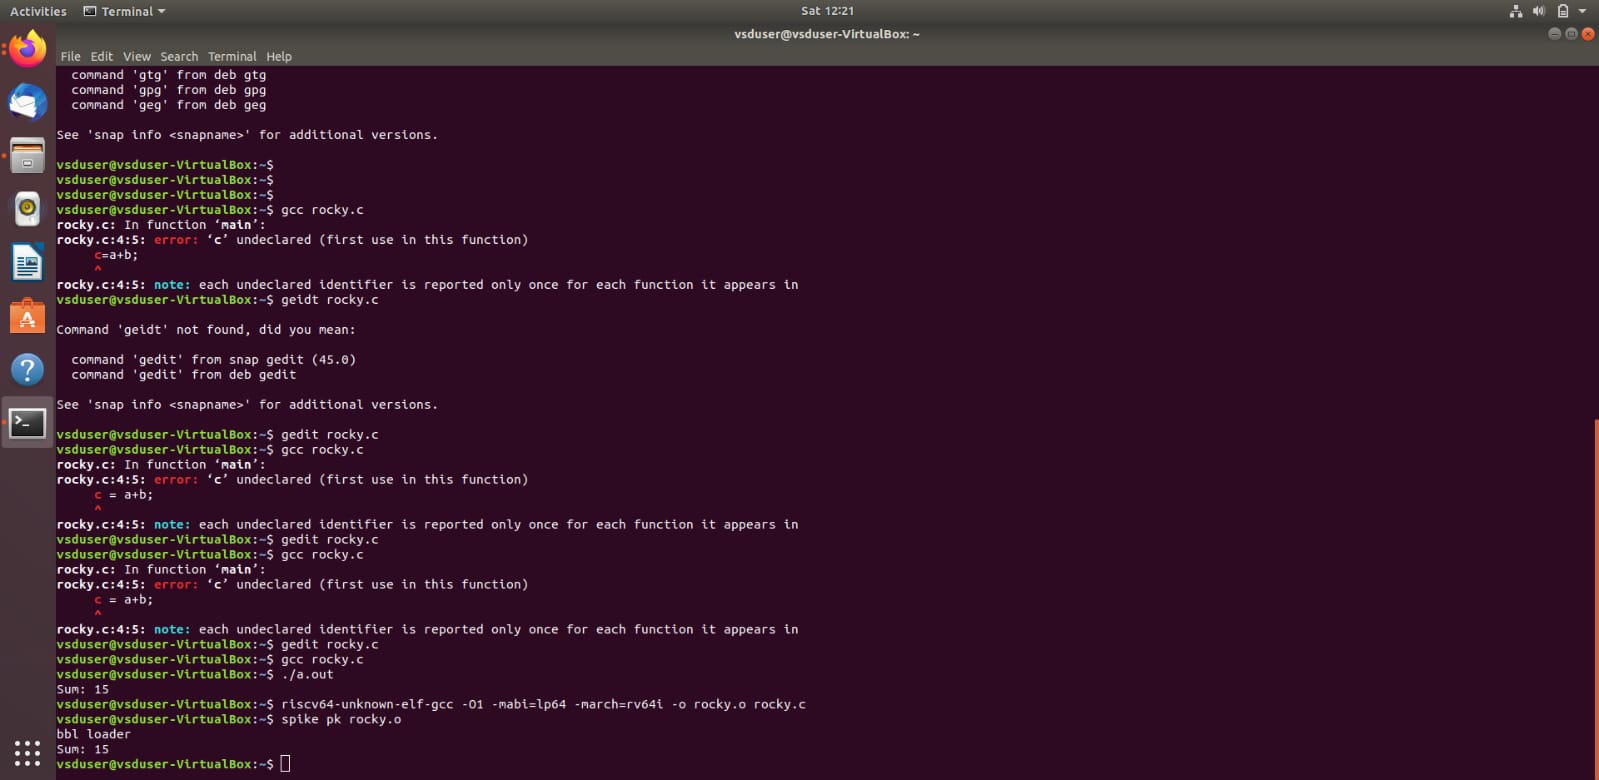 Activities
Terminal
Sat 12:21
vsduser@vsduser-VirtualBox: ~
File Edit View Search Terminal Help
command 'gtg' from deb gtg
command 'gpg' from deb gpg
command 'geg' from deb geg
See 'snap info <snapname>' for additional versions.
vsduser@vsduser-VirtualBox:~$
vsduser@vsduser-VirtualBox:~$
vsduser@vsduser-VirtualBox:~$
vsduser@vsduser-VirtualBox:~$ gcc rocky.c
rocky.c: In function ‘main’:
rocky.c:4:5: error: ‘c’ undeclared (first use in this function)
c=a+b;
^
rocky.c:4:5: note: each undeclared identifier is reported only once for each function it appears in
vsduser@vsduser-VirtualBox:~$ geidt rocky.c
Command 'geidt' not found, did you mean:
command 'gedit' from snap gedit (45.0)
command 'gedit' from deb gedit
See 'snap info <snapname>' for additional versions.
vsduser@vsduser-VirtualBox:~$ gedit rocky.c
vsduser@vsduser-VirtualBox:~$ gcc rocky.c
rocky.c: In function ‘main’:
rocky.c:4:5: error: ‘c’ undeclared (first use in this function)
c = a+b;
^
rocky.c:4:5: note: each undeclared identifier is reported only once for each function it appears in
vsduser@vsduser-VirtualBox:~$ gedit rocky.c
vsduser@vsduser-VirtualBox:~$ gcc rocky.c
rocky.c: In function ‘main’:
rocky.c:4:5: error: ‘c’ undeclared (first use in this function)
c = a+b;
^
rocky.c:4:5: note: each undeclared identifier is reported only once for each function it appears in
vsduser@vsduser-VirtualBox:~$ gedit rocky.c
vsduser@vsduser-VirtualBox:~$ gcc rocky.c
vsduser@vsduser-VirtualBox:~$ ./a.out
Sum: 15
vsduser@vsduser-VirtualBox:~$ riscv64-unknown-elf-gcc -O1 -mabi=lp64 -march=rv64i -o rocky.o rocky.c
vsduser@vsduser-VirtualBox:~$ spike pk rocky.o
bbl loader
Sum: 15
vsduser@vsduser-VirtualBox:~$